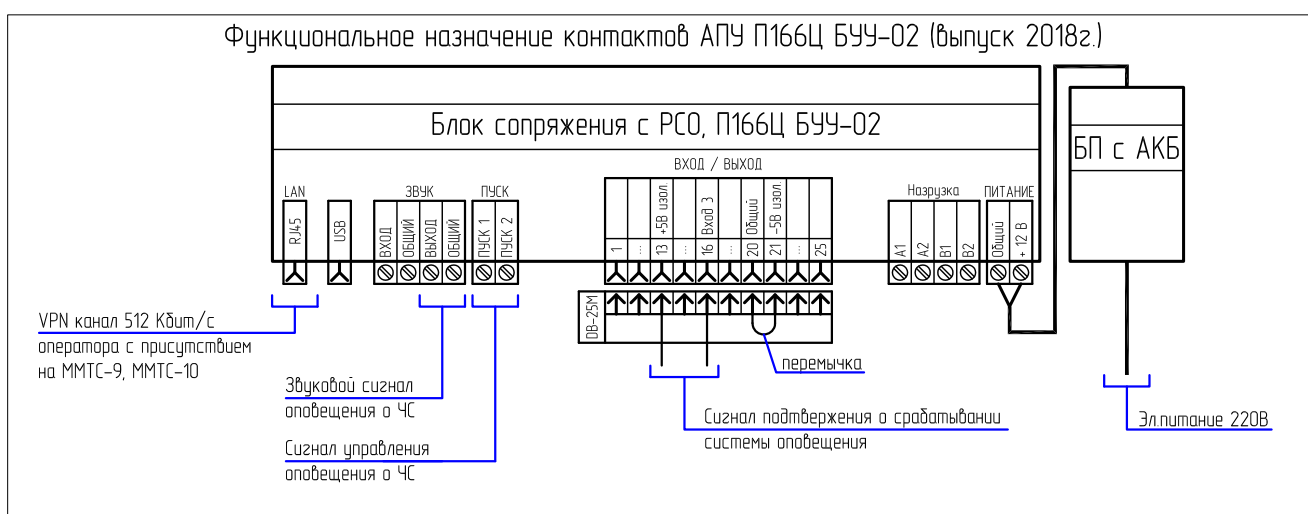 Функциональное назначение контактов АПУ П166Ц БУУ-02 (выпуск 2018г.)
Блок сопряжения с РСО, П166Ц БУУ-02
БП с АКБ
ВХОД / ВЫХОД
LAN
ЗВУК
ПУСК
Назрузка
ПИТАНИЕ
RJ45
USB
ВХОД
ОБЩИЙ
ВЫХОД
ОБЩИЙ
ПУСК 1
ПУСК 2
1
...
13 +5В изол.
...
16 Вход 3
...
20 Общий
21 -5В изол.
...
25
A1
A2
B1
B2
Общий
+ 12 В
DB-25M
VPN канал 512 Кбит/с
оператора с присутствием
на ММТС-9, ММТС-10
перемычка
Звуковой сигнал
оповещения о ЧС
Сигнал подтвержения о срабатывании
системы оповещения
Эл.питание 220В
Сигнал управления
оповещения о ЧС